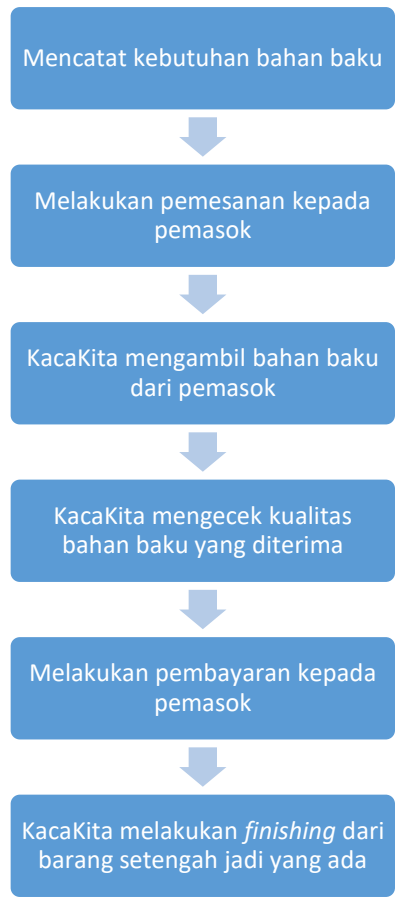 Mencatat kebutuhan bahan baku
Melakukan pemesanan kepada
pemasok
KacaKita mengambil bahan baku
dari pemasok
KacaKita mengecek kualitas
bahan baku yang diterima
Melakukan pembayaran kepada
pemasok
KacaKita melakukan finishing dari
barang setengah jadi yang ada